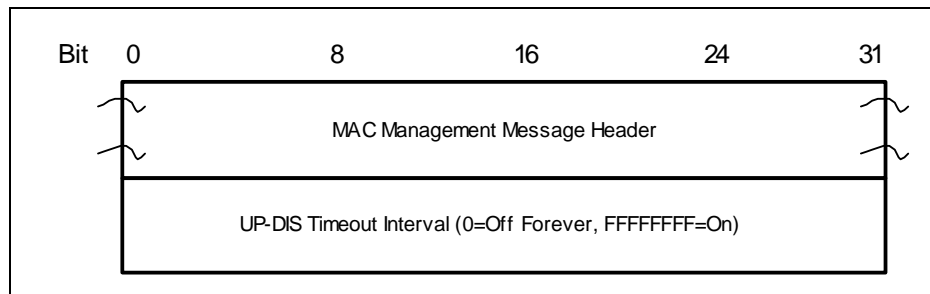 Bit 0 8 16 24 31
MAC Management Message Header
UP-DIS Timeout Interval (0=Off Forever, FFFFFFFF=On)